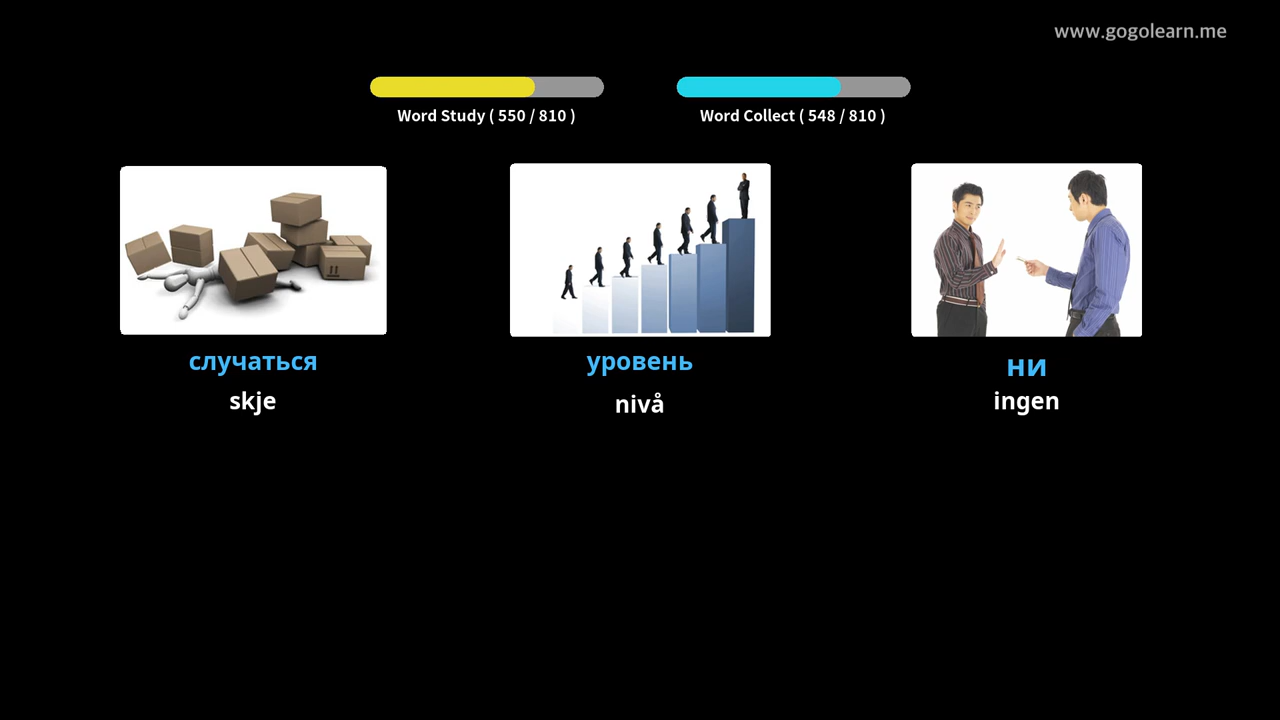 www.gogolearn.me
Word Study ( 550 / 810 )
Word Collect ( 548 / 810 )
случаться
skje
уровень
nivå
ни
ingen